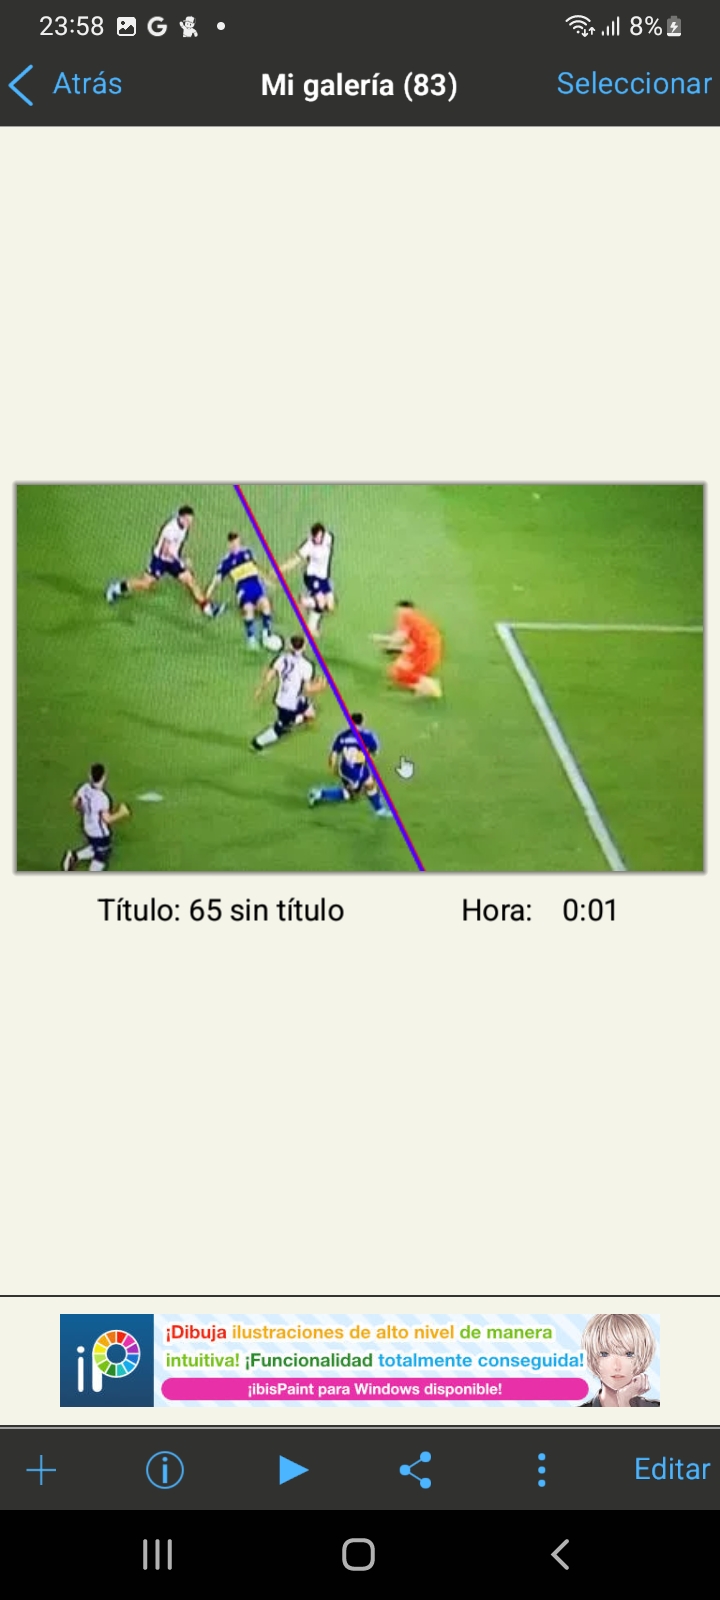 23:58 G 8%
Atrás Mi galería (83) Seleccionar
Título: 65 sin título Hora: 0:01
iP ¡Dibuja ilustraciones de alto nivel de manera
intuitiva! ¡Funcionalidad totalmente conseguida!
¡ibisPaint para Windows disponible!
Editar